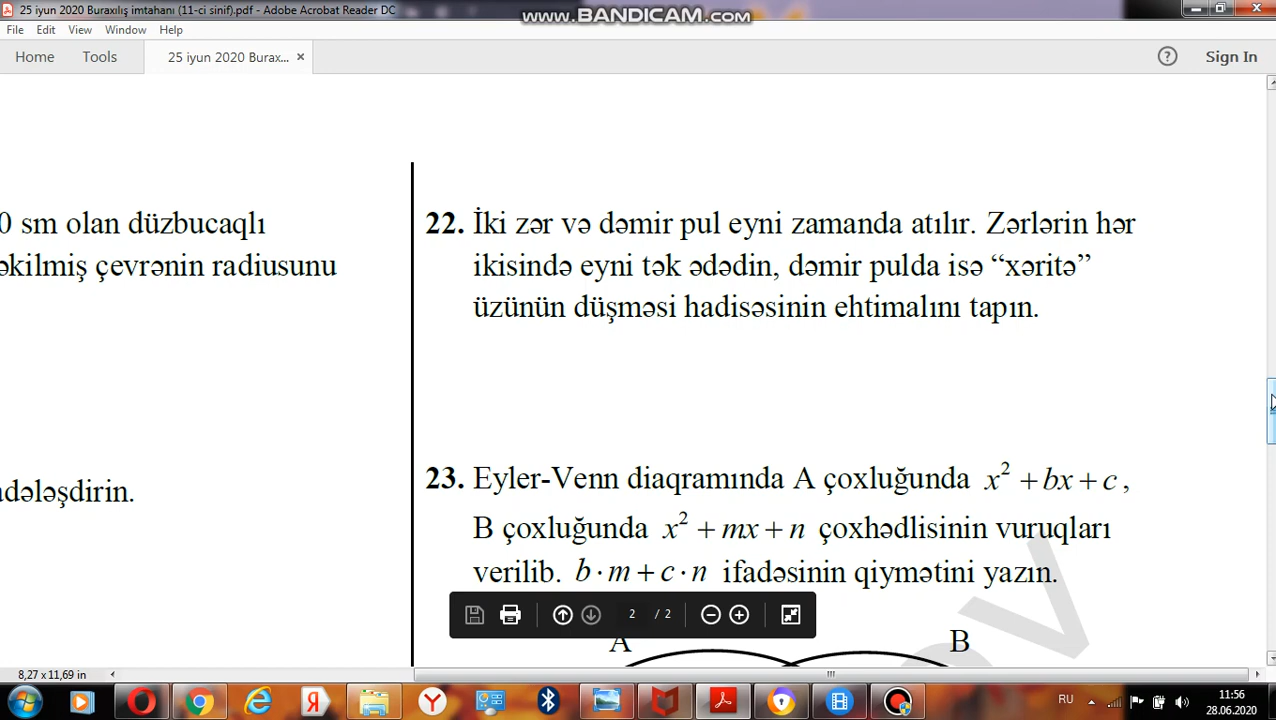 25 iyun 2020 Buraxılış imtahanı (11-ci sinif).pdf - Adobe Acrobat Reader DC
www.BANDICAM.com
File Edit View Window Help
Home Tools 25 iyun 2020 Burax... × ? Sign In
0 sm olan düzbucaqlı
əkilmiş çevrənin radiusunu
adələşdirin.
22. İki zər və dəmir pul eyni zamanda atılır. Zərlərin hər
ikisində eyni tək ədədin, dəmir pulda isə “xəritə”
üzünün düşməsi hadisəsinin ehtimalını tapın.
23. Eyler-Venn diaqramında A çoxluğunda x² + bx + c ,
B çoxluğunda x² + mx + n çoxhədlisinin vuruqları
verilib. b · m + c · n ifadəsinin qiymətini yazın.
2 / 2
A B
8,27 x 11,69 in
RU 11:56
28.06.2020